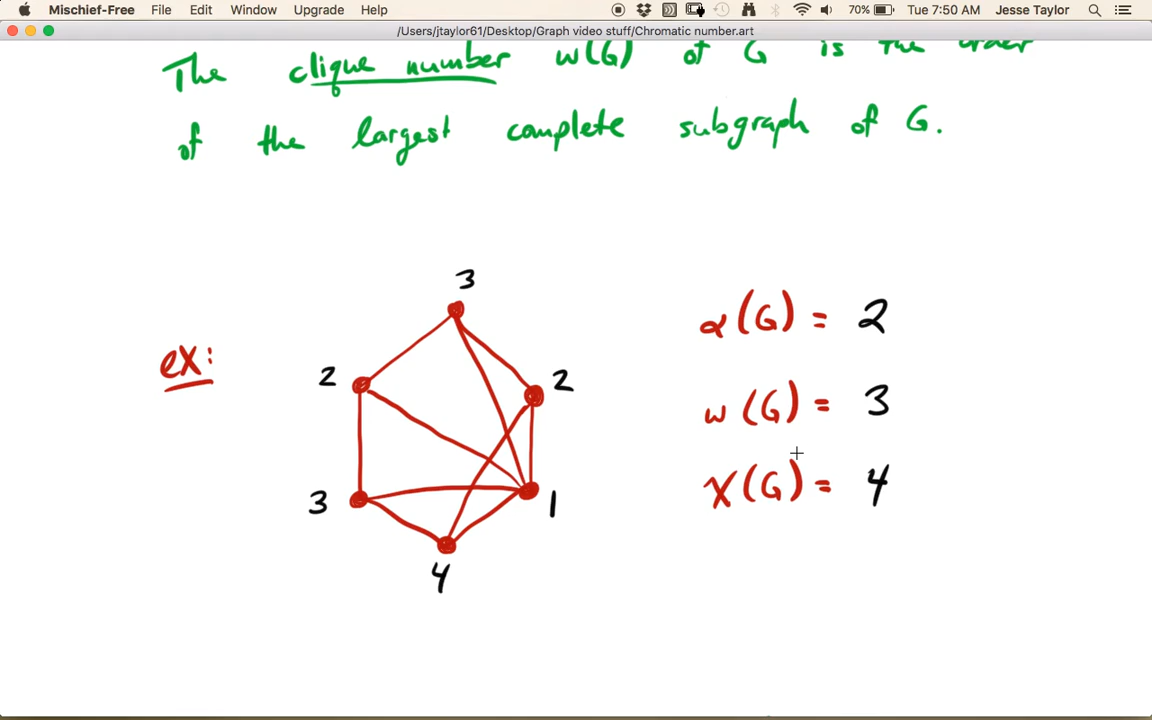 Mischief-Free File Edit Window Upgrade Help 70% Tue 7:50 AM Jesse Taylor
/Users/jtaylor61/Desktop/Graph video stuff/Chromatic number.art
The clique number ω(G) of G is the order
of the largest complete subgraph of G.
3
ex:
2
2
3
1
4
α(G) = 2
ω(G) = 3
χ(G) = 4